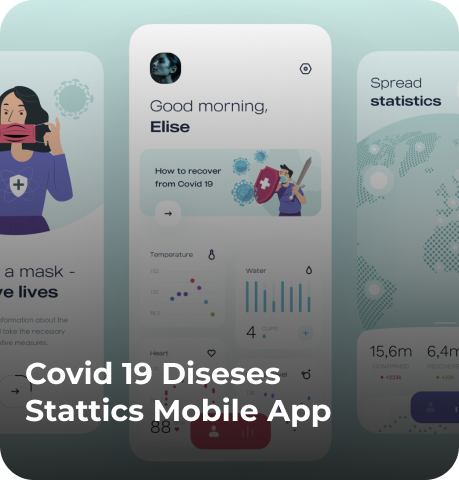 Good morning,
Elise
How to recover
from Covid 19
Temperature
Water
4
CUPS
Heart
88
a mask -
ve lives
formation about the
take the necessary
tive measures.
Spread
statistics
15,6m
6,4m
Covid 19 Diseses
Stattics Mobile App